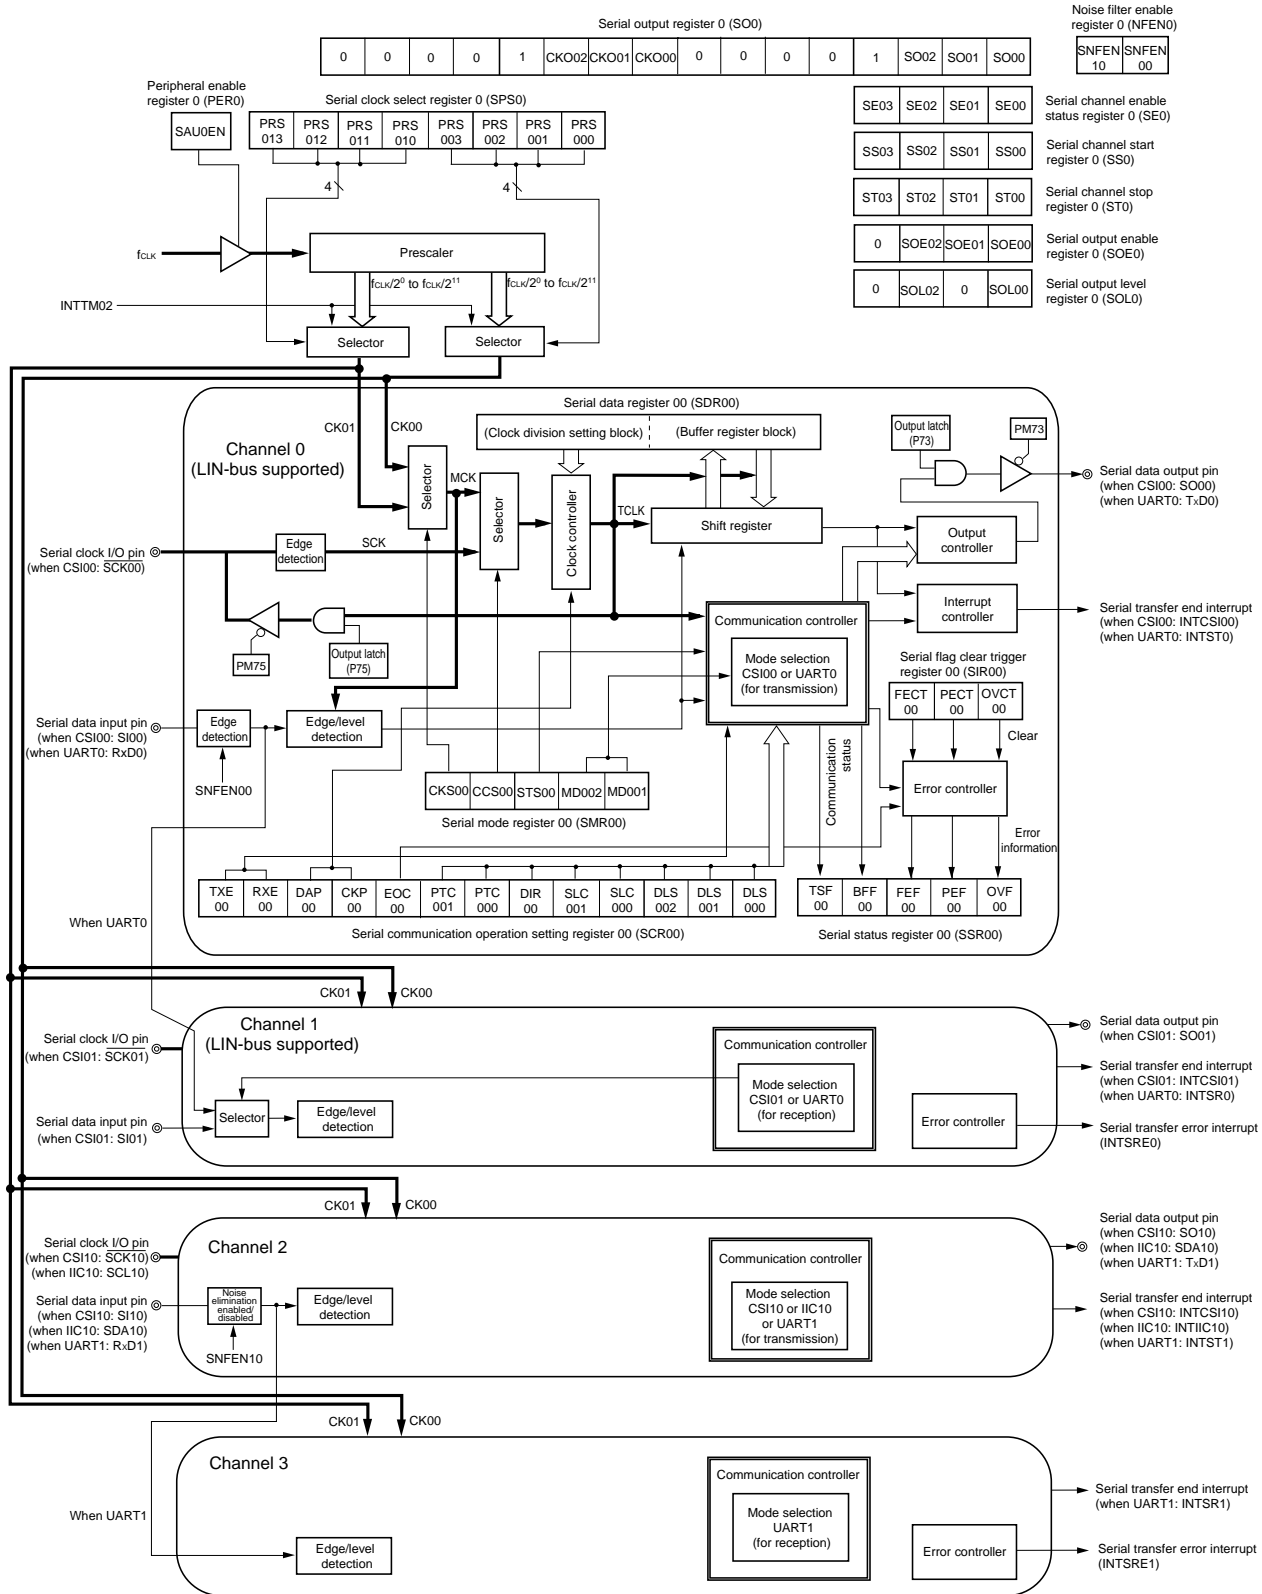 Serial output register 0 (SO0)
0 0 0 0 1 CKO02 CKO01 CKO00 0 0 0 0 1 SO02 SO01 SO00
Noise filter enable
register 0 (NFEN0)
SNFEN SNFEN
10 00
Peripheral enable
register 0 (PER0)
SAU0EN
Serial clock select register 0 (SPS0)
PRS PRS PRS PRS PRS PRS PRS PRS
013 012 011 010 003 002 001 000
4
4
SE03 SE02 SE01 SE00
Serial channel enable
status register 0 (SE0)
SS03 SS02 SS01 SS00
Serial channel start
register 0 (SS0)
ST03 ST02 ST01 ST00
Serial channel stop
register 0 (ST0)
0 SOE02 SOE01 SOE00
Serial output enable
register 0 (SOE0)
0 SOL02 0 SOL00
Serial output level
register 0 (SOL0)
fCLK
Prescaler
fCLK/2⁰ to fCLK/2¹¹
fCLK/2⁰ to fCLK/2¹¹
INTTM02
Selector
Selector
CK01
CK00
Channel 0
(LIN-bus supported)
Serial data register 00 (SDR00)
(Clock division setting block)
(Buffer register block)
Output latch
(P73)
PM73
Serial data output pin
(when CSI00: SO00)
(when UART0: TxD0)
Selector
MCK
Selector
Clock controller
TCLK
Shift register
Output
controller
Serial clock I/O pin
(when CSI00: SCK00)
Edge
detection
SCK
Interrupt
controller
Serial transfer end interrupt
(when CSI00: INTCSI00)
(when UART0: INTST0)
PM75
Output latch
(P75)
Communication controller
Mode selection
CSI00 or UART0
(for transmission)
Serial flag clear trigger
register 00 (SIR00)
FECT PECT OVCT
00 00 00
Clear
Serial data input pin
(when CSI00: SI00)
(when UART0: RxD0)
Edge
detection
SNFEN00
Edge/level
detection
Communication
status
Error controller
Error
information
CKS00 CCS00 STS00 MD002 MD001
Serial mode register 00 (SMR00)
TXE RXE DAP CKP EOC PTC PTC DIR SLC SLC DLS DLS DLS
00 00 00 00 00 001 000 00 001 000 002 001 000
Serial communication operation setting register 00 (SCR00)
TSF BFF FEF PEF OVF
00 00 00 00 00
Serial status register 00 (SSR00)
When UART0
CK01
CK00
Channel 1
(LIN-bus supported)
Serial clock I/O pin
(when CSI01: SCK01)
Serial data input pin
(when CSI01: SI01)
Selector
Edge/level
detection
Communication controller
Mode selection
CSI01 or UART0
(for reception)
Error controller
Serial data output pin
(when CSI01: SO01)
Serial transfer end interrupt
(when CSI01: INTCSI01)
(when UART0: INTSR0)
Serial transfer error interrupt
(INTSRE0)
CK01
CK00
Channel 2
Serial clock I/O pin
(when CSI10: SCK10)
(when IIC10: SCL10)
Serial data input pin
(when CSI10: SI10)
(when IIC10: SDA10)
(when UART1: RxD1)
Noise
elimination
enabled/
disabled
SNFEN10
Edge/level
detection
Communication controller
Mode selection
CSI10 or IIC10
or UART1
(for transmission)
Serial data output pin
(when CSI10: SO10)
(when IIC10: SDA10)
(when UART1: TxD1)
Serial transfer end interrupt
(when CSI10: INTCSI10)
(when IIC10: INTIIC10)
(when UART1: INTST1)
CK01
CK00
Channel 3
When UART1
Edge/level
detection
Communication controller
Mode selection
UART1
(for reception)
Error controller
Serial transfer end interrupt
(when UART1: INTSR1)
Serial transfer error interrupt
(INTSRE1)